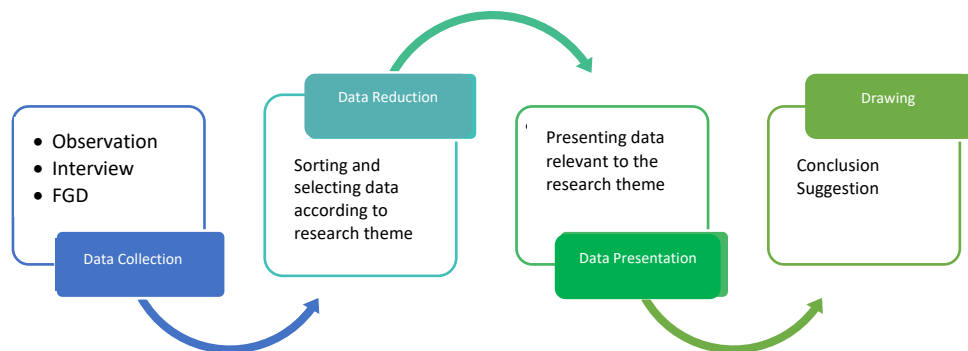 • Observation
• Interview
• FGD
Data Collection
Data Reduction
Sorting and
selecting data
according to
research theme
• Presenting data
relevant to the
research theme
Data Presentation
Drawing
Conclusion
Suggestion